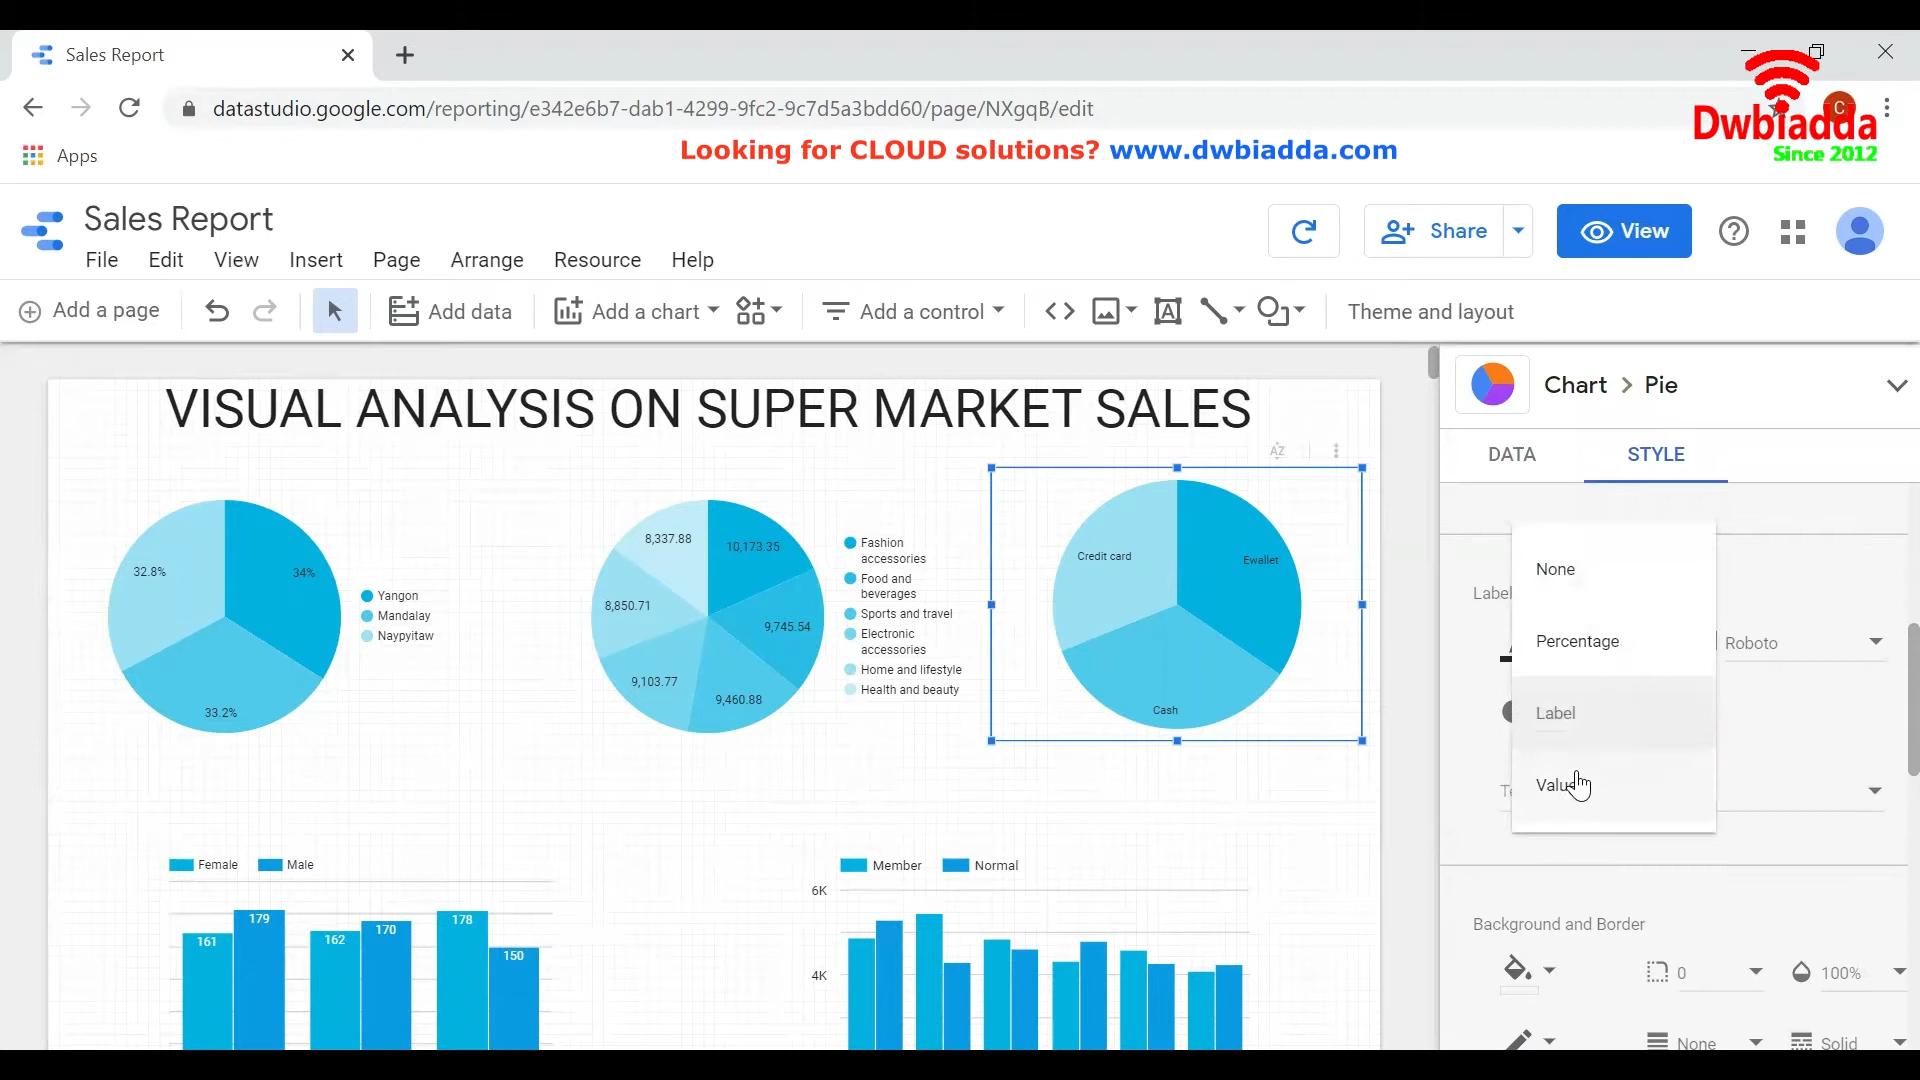 Sales Report
datastudio.google.com/reporting/e342e6b7-dab1-4299-9fc2-9c7d5a3bdd60/page/NXgqB/edit
C
Dwbiadda
Since 2012
Apps
Looking for CLOUD solutions? www.dwbiadda.com
Sales Report
Share
View
File Edit View Insert Page Arrange Resource Help
Add a page
Add data
Add a chart
Add a control
Theme and layout
VISUAL ANALYSIS ON SUPER MARKET SALES
AZ
32.8%
34%
33.2%
Yangon
Mandalay
Naypyitaw
8,337.88
10,173.35
8,850.71
9,745.54
9,103.77
9,460.88
Fashion
accessories
Food and
beverages
Sports and travel
Electronic
accessories
Home and lifestyle
Health and beauty
Credit card
Ewallet
Cash
Female Male
161
179
162
170
178
150
Member Normal
6K
4K
Chart > Pie
DATA STYLE
Label
None
Percentage
Label
Roboto
Background and Border
0
100%
None
Solid